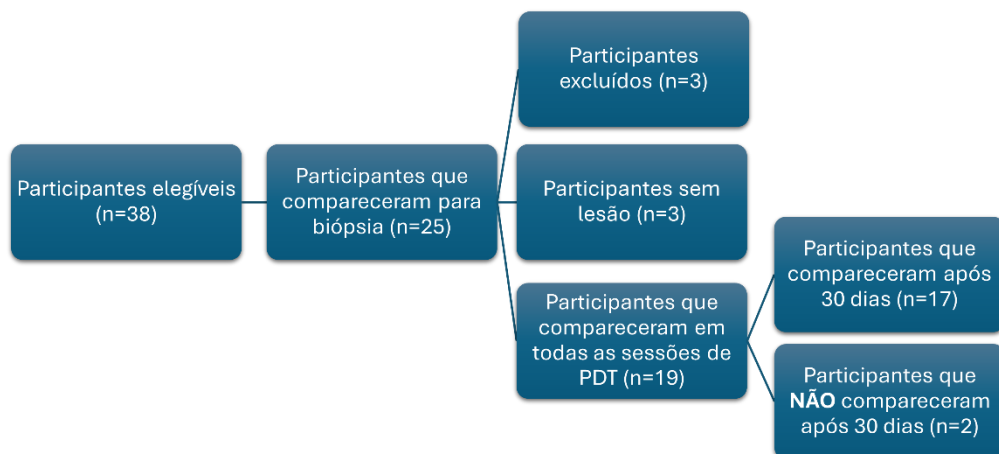 Participantes elegíveis
(n=38)
Participantes que
compareceram para
biópsia (n=25)
Participantes
excluídos (n=3)
Participantes sem
lesão (n=3)
Participantes que
compareceram em
todas as sessões de
PDT (n=19)
Participantes que
compareceram após
30 dias (n=17)
Participantes que
NÃO compareceram
após 30 dias (n=2)